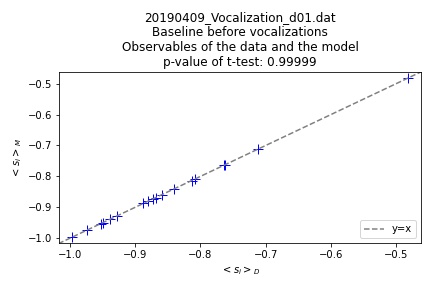 20190409_Vocalization_d01.dat
Baseline before vocalizations
Observables of the data and the model
p-value of t-test: 0.99999
−0.5
−0.6
−0.7
−0.8
−0.9
−1.0
< s_i >_M
y=x
−1.0 −0.9 −0.8 −0.7 −0.6 −0.5
< s_i >_D